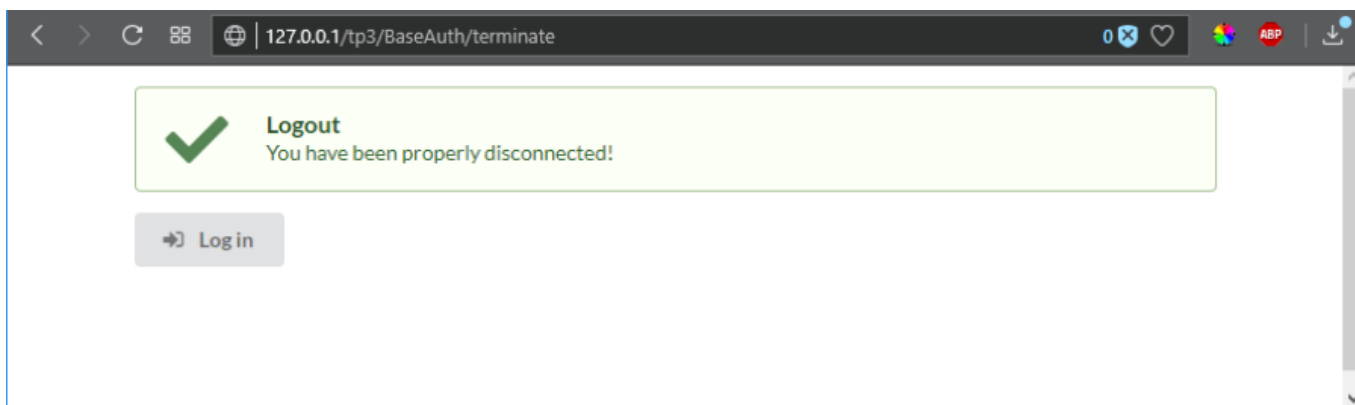 127.0.0.1/tp3/BaseAuth/terminate 0 ABP
Logout
You have been properly disconnected!
Log in